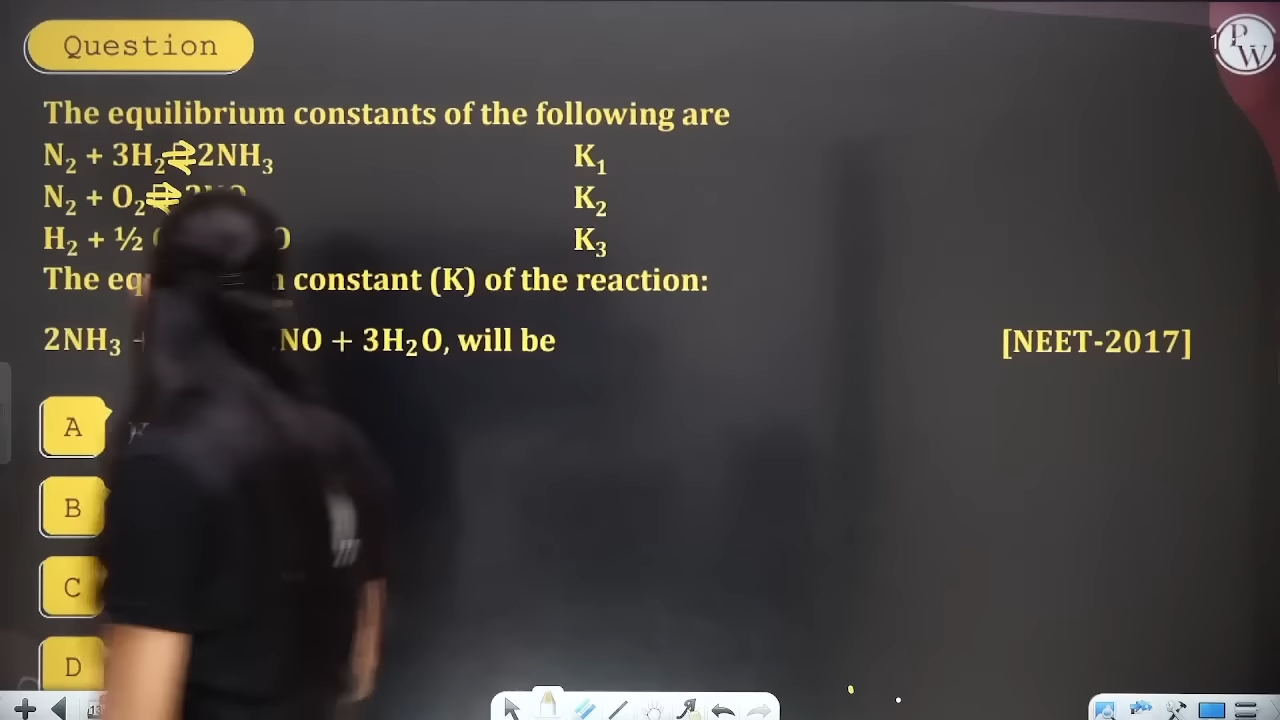 Question
PW
The equilibrium constants of the following are
N₂ + 3H₂ ⇌ 2NH₃ K₁
N₂ + O₂ ⇌ K₂
H₂ + ½ K₃
The constant (K) of the reaction:
2NH₃ NO + 3H₂O, will be [NEET-2017]
A
B
C
D